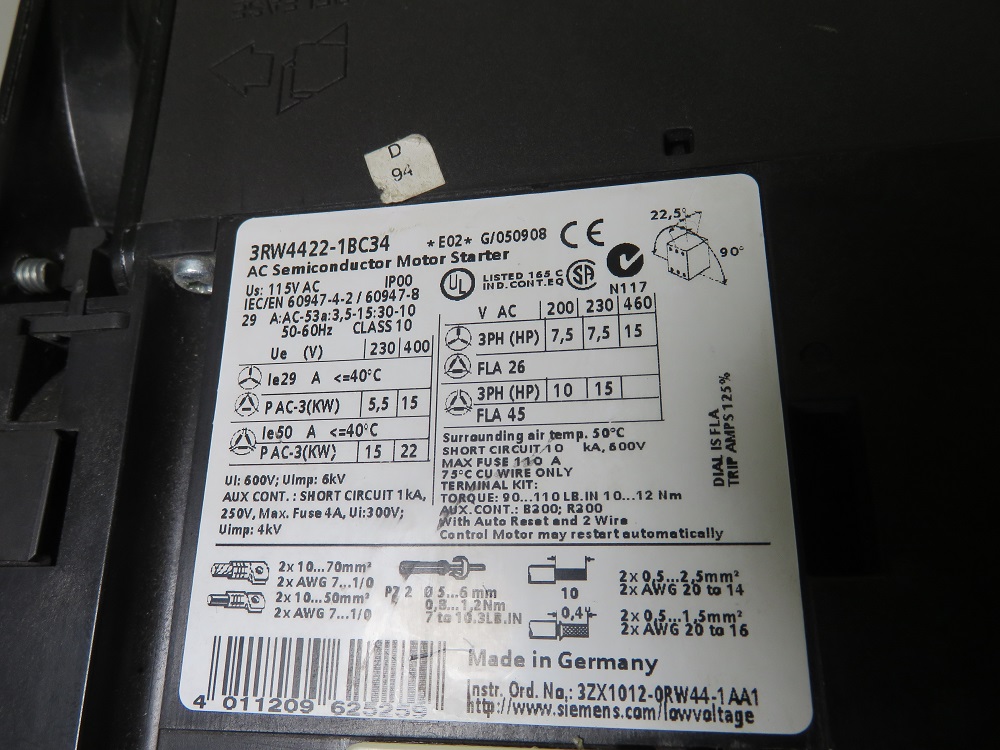 D
94
3RW4422-1BC34 *E02* G/050908 CE
AC Semiconductor Motor Starter
Us: 115V AC IP00
IEC/EN 60947-4-2 / 60947-8
29 A:AC-53a:3,5-15:30-10
50-60Hz CLASS 10
Ue (V) 230 400
Ie29 A <=40°C
P AC-3(KW) 5,5 15
Ie50 A <=40°C
P AC-3(KW) 15 22
UI: 600V; Uimp: 6kV
AUX CONT.: SHORT CIRCUIT 1kA,
250V, Max. Fuse 4A, Ui:300V;
Uimp: 4kV
UL LISTED 165 C
IND.CONT.EQ
SA
N117
22,5°
90°
V AC 200 230 460
3PH (HP) 7,5 7,5 15
FLA 26
3PH (HP) 10 15
FLA 45
Surrounding air temp. 50°C
SHORT CIRCUIT 10 kA, 600V
MAX FUSE 110 A
75°C CU WIRE ONLY
TERMINAL KIT:
TORQUE: 90...110 LB.IN 10...12 Nm
AUX.CONT.: B300; R300
With Auto Reset and 2 Wire
Control Motor may restart automatically
DIAL IS FLA
TRIP AMPS 125%
2x 10...70mm²
2x AWG 7...1/0
2x 10...50mm²
2x AWG 7...1/0
PZ 2 Ø 5...6 mm
0,8...1,2Nm
7 to 10.3LB.IN
10
0,4"
2x 0,5...2,5mm²
2x AWG 20 to 14
2x 0,5...1,5mm²
2x AWG 20 to 16
Made in Germany
Instr. Ord. No.: 3ZX1012-0RW44-1AA1
http://www.siemens.com/lowvoltage
4 011209